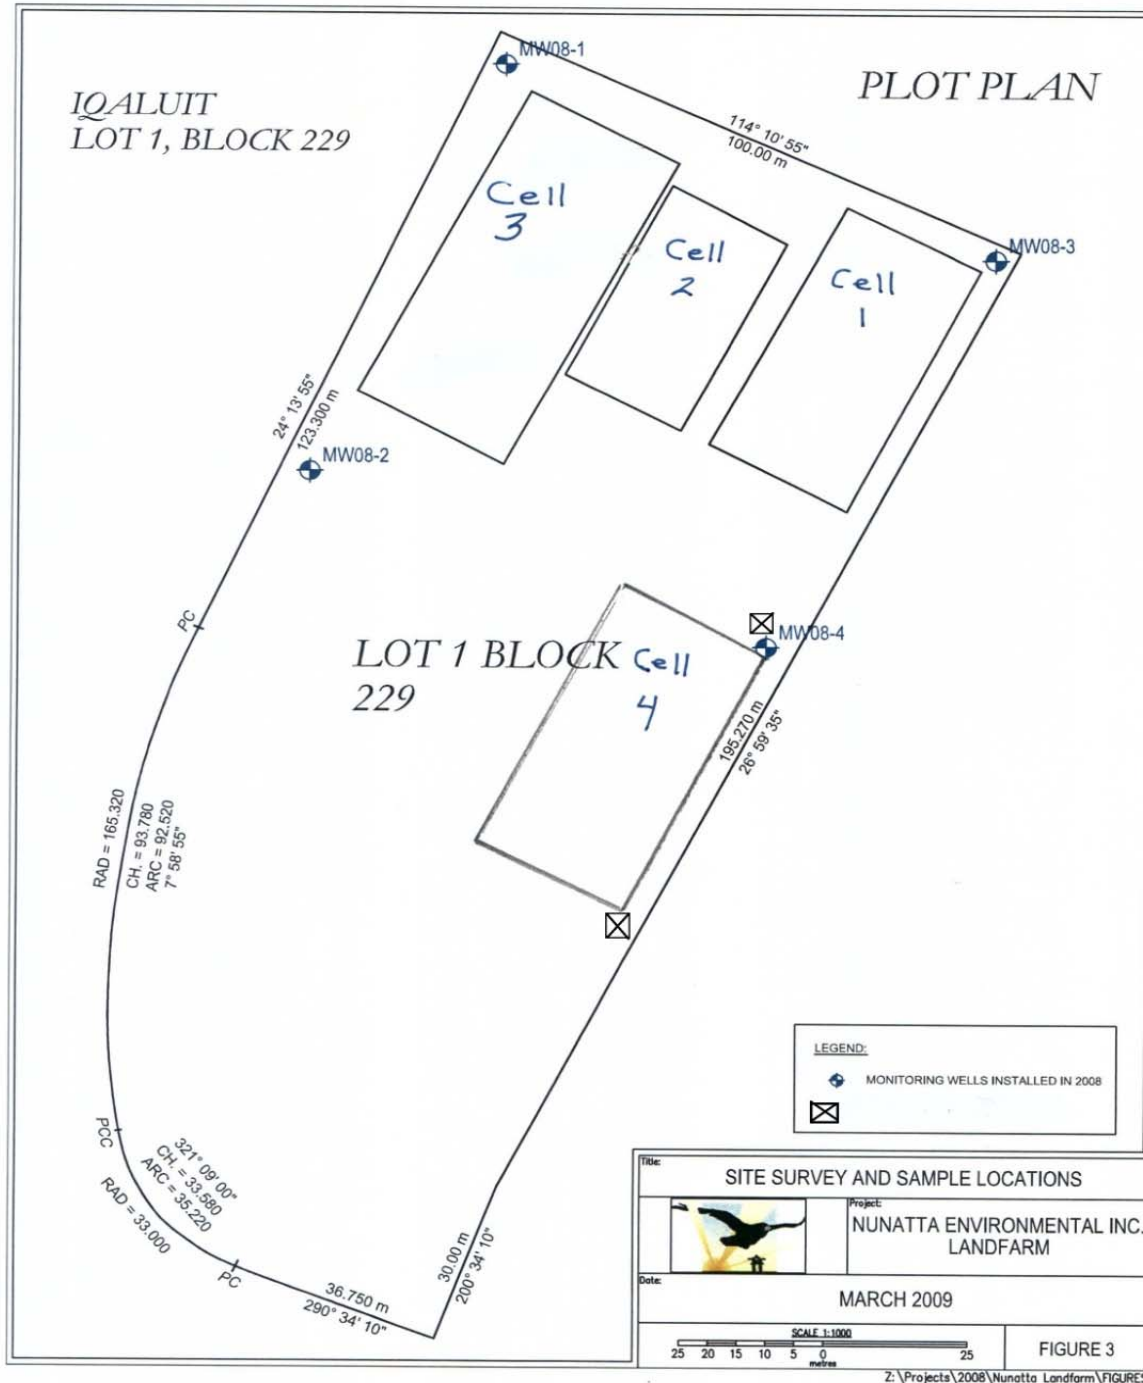 MW08-1
IQALUIT
LOT 1, BLOCK 229
PLOT PLAN
114° 10' 55"
100.00 m
Cell
3
Cell
2
Cell
1
MW08-3
24° 13' 55"
123.300 m
MW08-2
PC
LOT 1 BLOCK
229
Cell
4
MW08-4
195.270 m
26° 59' 35"
RAD = 165.320
CH. = 93.780
ARC = 92.520
7° 58' 55"
LEGEND:
MONITORING WELLS INSTALLED IN 2008
PCC
321° 09' 00"
CH. = 33.580
ARC = 35.220
RAD = 33.000
PC
36.750 m
290° 34' 10"
30.00 m
200° 34' 10"
Title:
SITE SURVEY AND SAMPLE LOCATIONS
Project:
NUNATTA ENVIRONMENTAL INC.
LANDFARM
Date:
MARCH 2009
SCALE 1:1000
25 20 15 10 5 0 25
metres
FIGURE 3
Z:\Projects\2008\Nunatta Landfarm\FIGURES